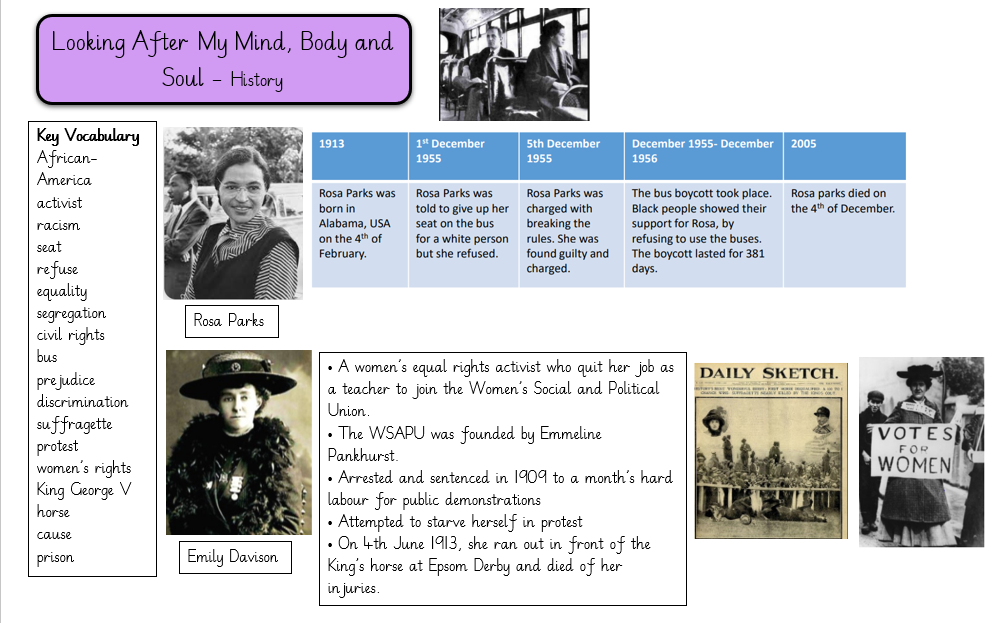 Looking After My Mind, Body and
Soul – History
Key Vocabulary
African-
America
activist
racism
seat
refuse
equality
segregation
civil rights
bus
prejudice
discrimination
suffragette
protest
women's rights
King George V
horse
cause
prison
Rosa Parks
1913
1st December
1955
5th December
1955
December 1955- December
1956
2005
Rosa Parks was
born in
Alabama, USA
on the 4th of
February.
Rosa Parks was
told to give up her
seat on the bus
for a white person
but she refused.
Rosa Parks was
charged with
breaking the
rules. She was
found guilty and
charged.
The bus boycott took place.
Black people showed their
support for Rosa, by
refusing to use the buses.
The boycott lasted for 381
days.
Rosa parks died on
the 4th of December.
Emily Davison
• A women's equal rights activist who quit her job as
a teacher to join the Women's Social and Political
Union.
• The WSAPU was founded by Emmeline
Pankhurst.
• Arrested and sentenced in 1909 to a month's hard
labour for public demonstrations
• Attempted to starve herself in protest
• On 4th June 1913, she ran out in front of the
King's horse at Epsom Derby and died of her
injuries.
DAILY SKETCH.
VOTES
FOR
WOMEN